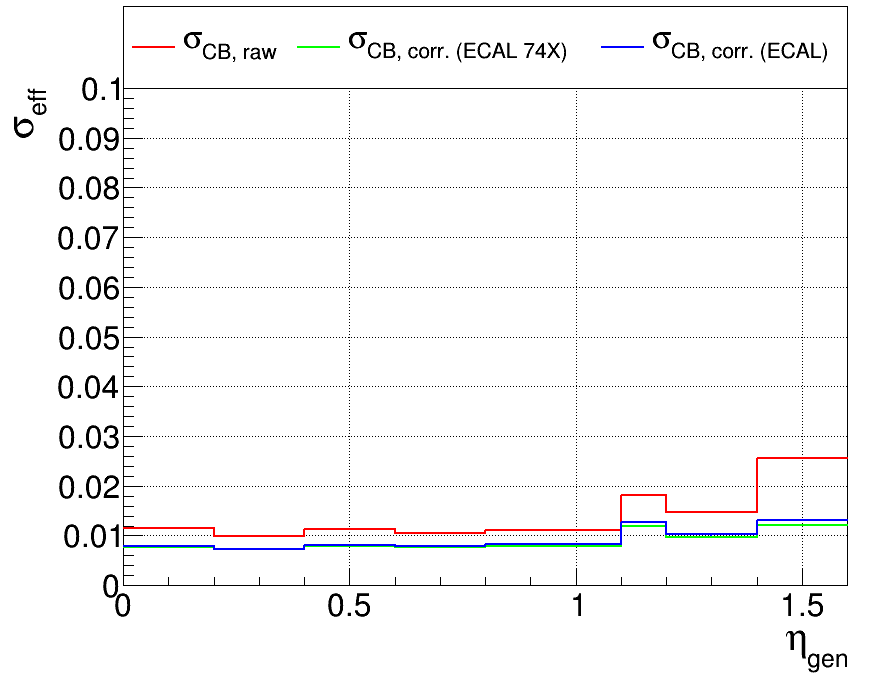 σCB, raw σCB, corr. (ECAL 74X) σCB, corr. (ECAL)
σeff
0.1
0.09
0.08
0.07
0.06
0.05
0.04
0.03
0.02
0.01
0
0 0.5 1 1.5
ηgen